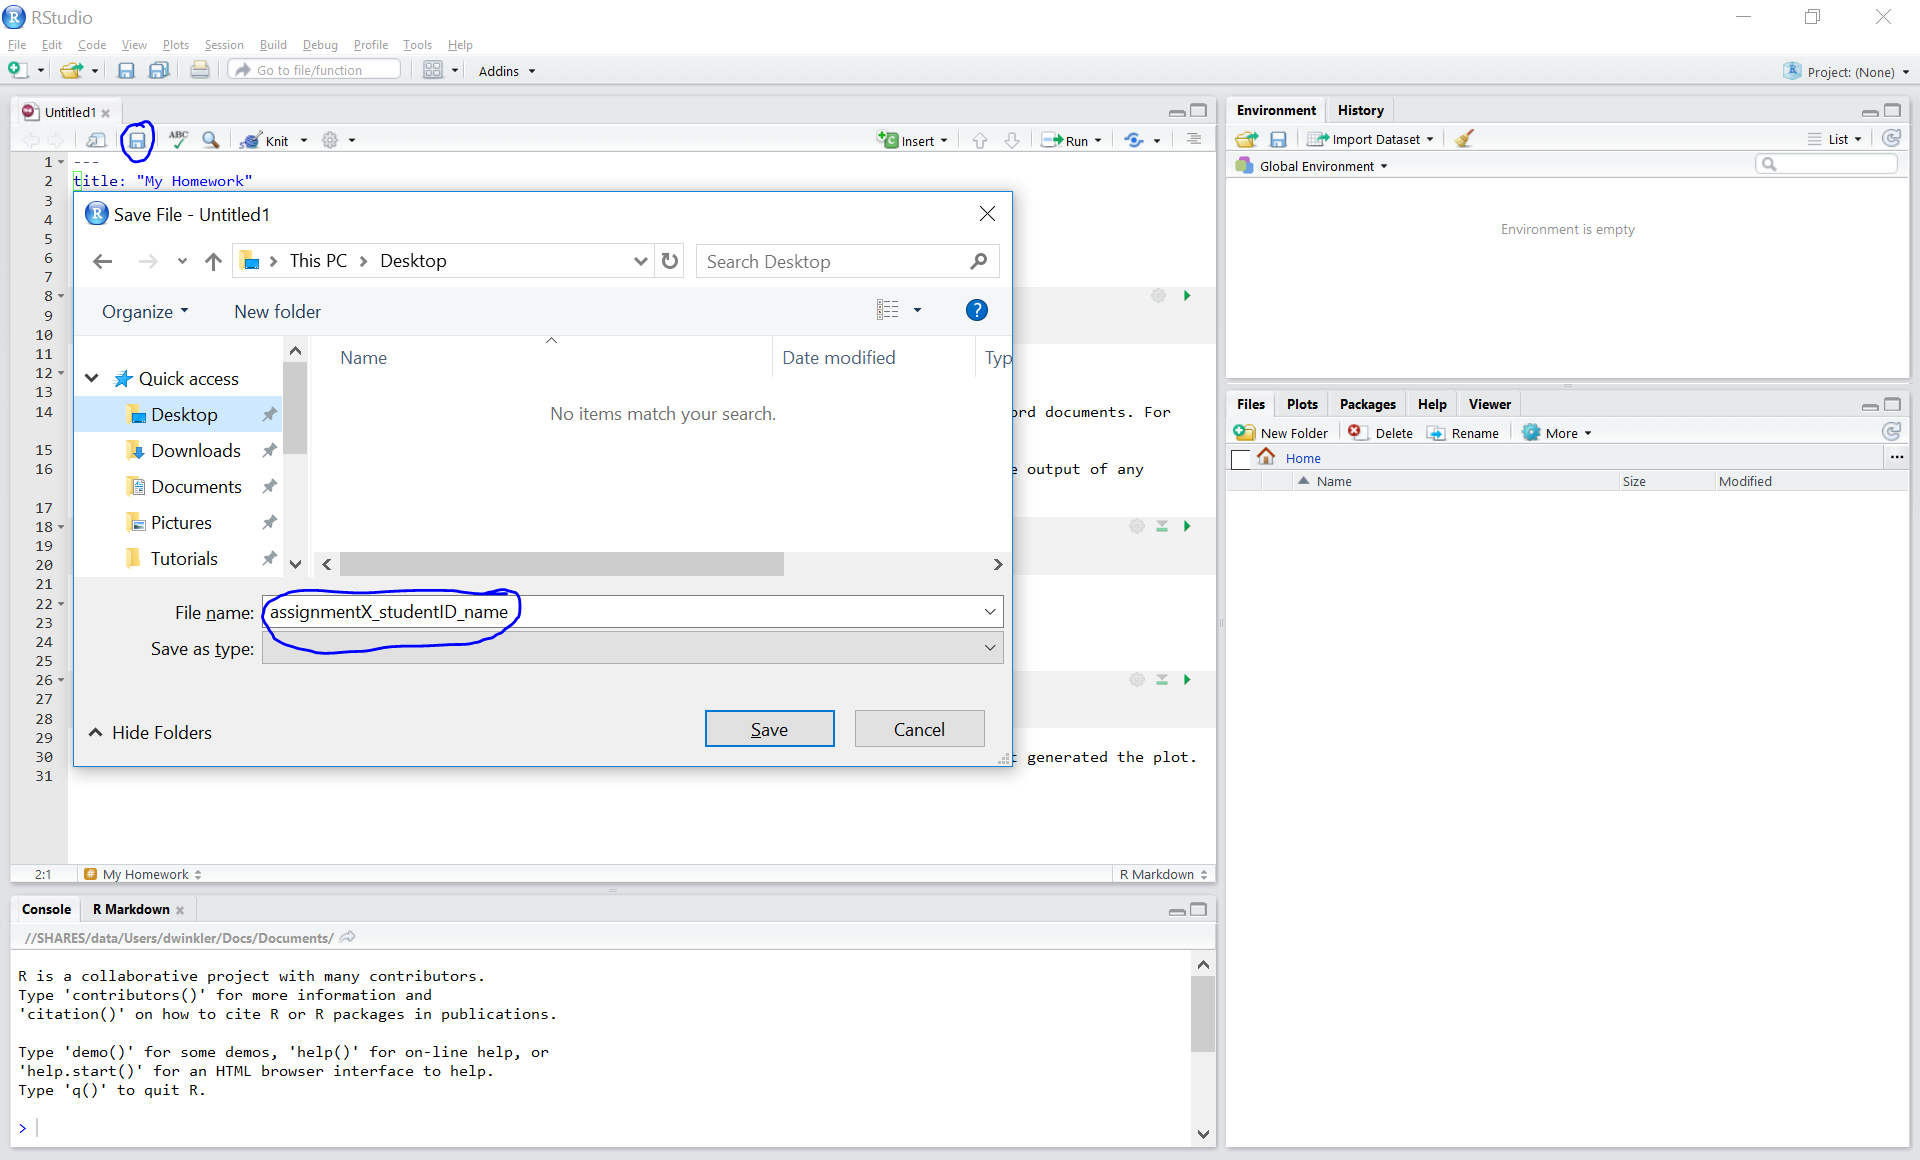 RStudio
File Edit Code View Plots Session Build Debug Profile Tools Help
Go to file/function Addins Project: (None)
Untitled1
ABC Knit Insert Run
1 ---
2 title: "My Homework"
3
4
5
6
7
8
9
10
11
12
13
14 ord documents. For
15
16 e output of any
17
18
19
20
21
22
23
24
25
26
27
28
29
30 t generated the plot.
31
Save File - Untitled1
This PC Desktop Search Desktop
Organize New folder ?
Name Date modified Typ
Quick access
Desktop
Downloads
Documents
Pictures
Tutorials
No items match your search.
File name: assignmentX_studentID_name
Save as type:
Hide Folders Save Cancel
2:1 # My Homework R Markdown
Console R Markdown
//SHARES/data/Users/dwinkler/Docs/Documents/
R is a collaborative project with many contributors.
Type 'contributors()' for more information and
'citation()' on how to cite R or R packages in publications.
Type 'demo()' for some demos, 'help()' for on-line help, or
'help.start()' for an HTML browser interface to help.
Type 'q()' to quit R.
>
Environment History
Import Dataset List
Global Environment
Environment is empty
Files Plots Packages Help Viewer
New Folder Delete Rename More
Home ...
Name Size Modified